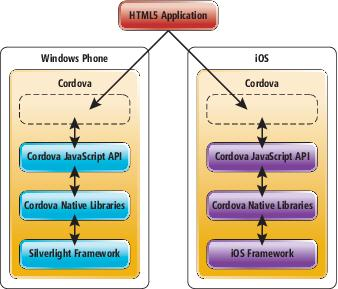 HTML5 Application
Windows Phone
Cordova
Cordova JavaScript API
Cordova Native Libraries
Silverlight Framework
iOS
Cordova
Cordova JavaScript API
Cordova Native Libraries
iOS Framework